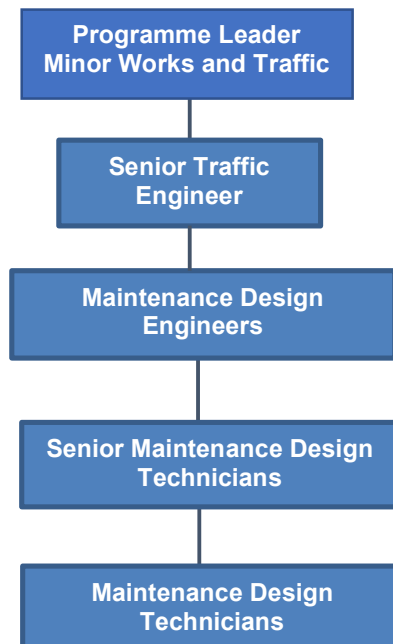 Programme Leader
Minor Works and Traffic
Senior Traffic
Engineer
Maintenance Design
Engineers
Senior Maintenance Design
Technicians
Maintenance Design
Technicians